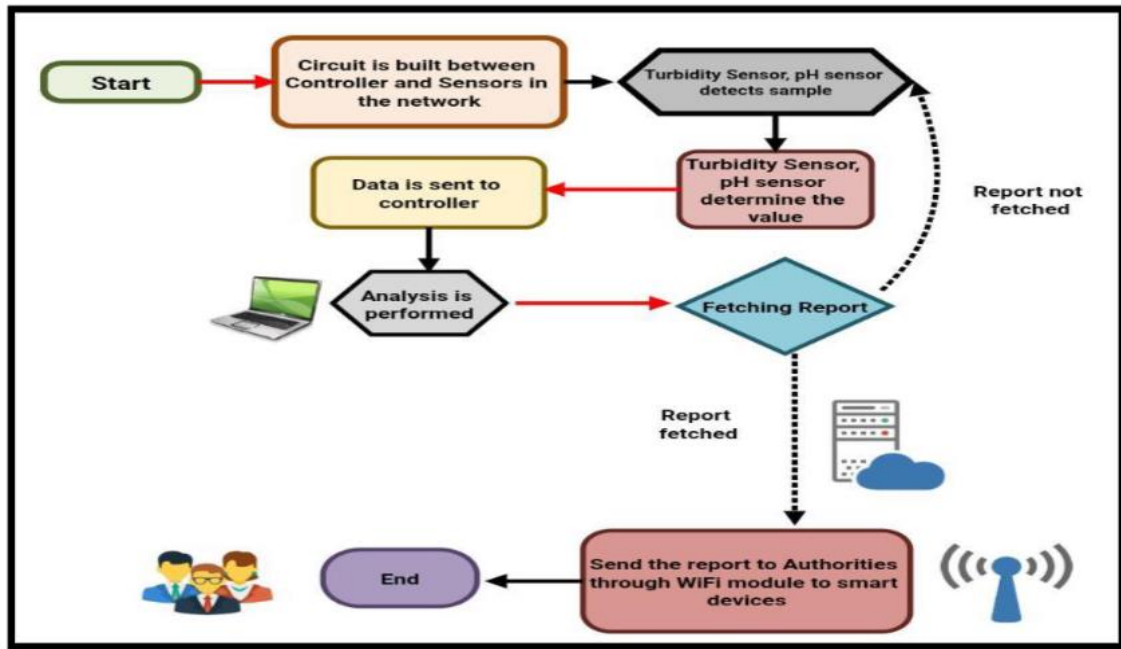 Start
Circuit is built between
Controller and Sensors in
the network
Turbidity Sensor, pH sensor
detects sample
Turbidity Sensor,
pH sensor
determine the
value
Data is sent to
controller
Report not
fetched
Analysis is
performed
Fetching Report
Report
fetched
Send the report to Authorities
through WiFi module to smart
devices
End